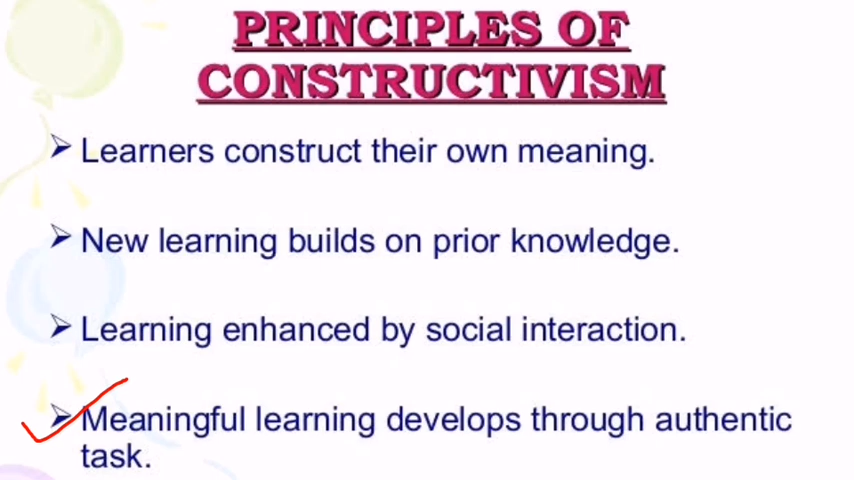 PRINCIPLES OF
CONSTRUCTIVISM
Learners construct their own meaning.
New learning builds on prior knowledge.
Learning enhanced by social interaction.
Meaningful learning develops through authentic
task.